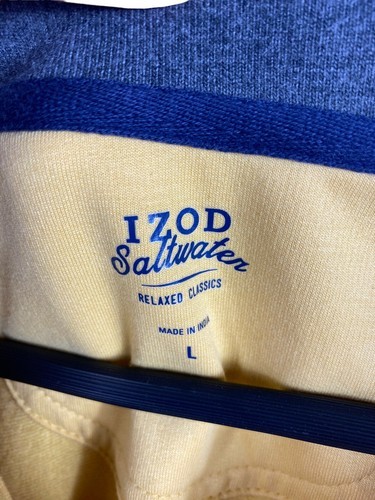 IZOD
Saltwater
RELAXED CLASSICS
MADE IN INDIA
L